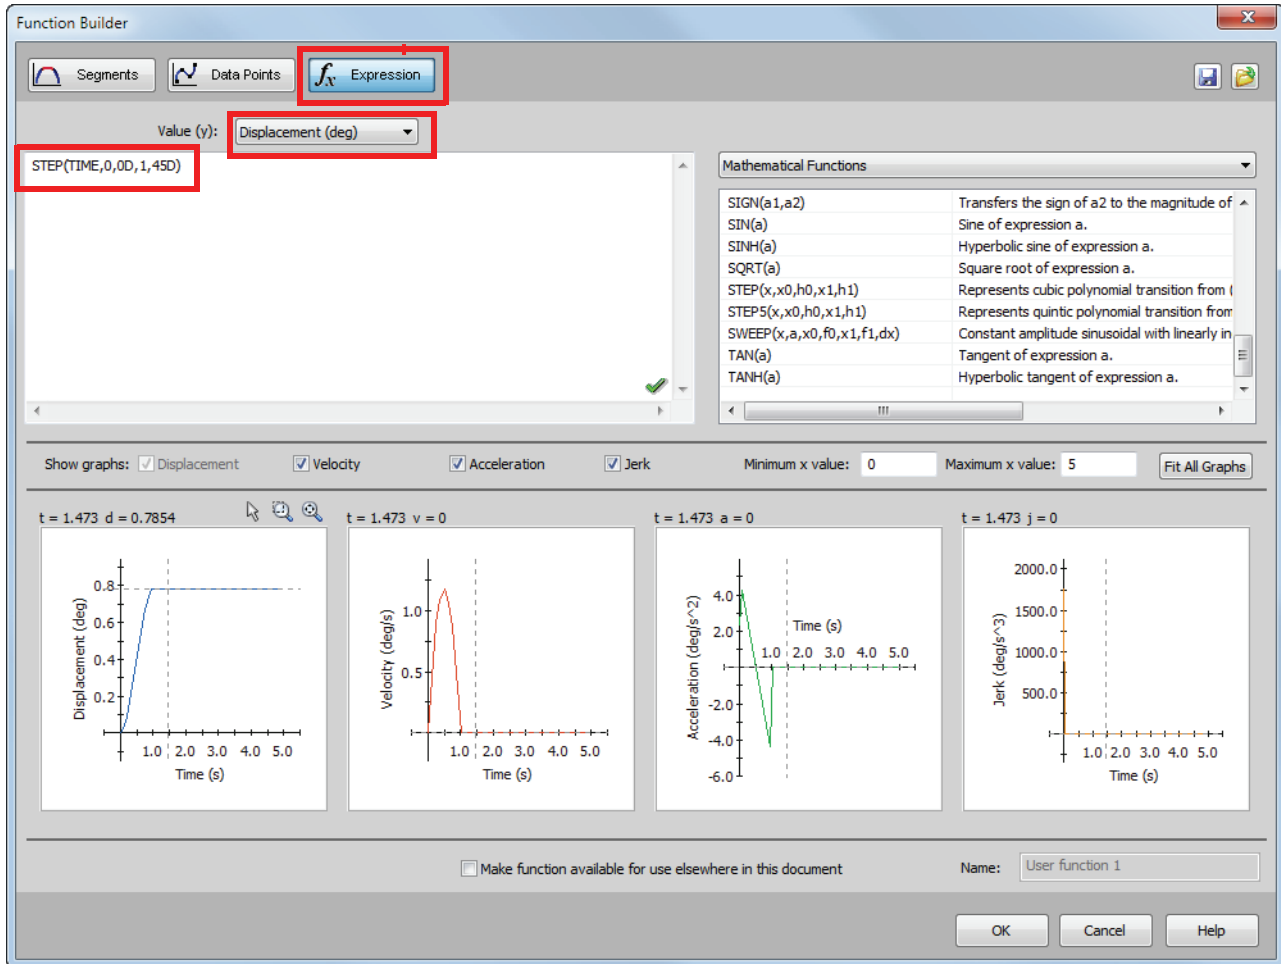 Function Builder
Segments
Data Points
fx Expression
Value (y): Displacement (deg)
STEP(TIME,0,0D,1,45D)
Mathematical Functions
SIGN(a1,a2) Transfers the sign of a2 to the magnitude of
SIN(a) Sine of expression a.
SINH(a) Hyperbolic sine of expression a.
SQRT(a) Square root of expression a.
STEP(x,x0,h0,x1,h1) Represents cubic polynomial transition from (
STEP5(x,x0,h0,x1,h1) Represents quintic polynomial transition from
SWEEP(x,a,x0,f0,x1,f1,dx) Constant amplitude sinusoidal with linearly in
TAN(a) Tangent of expression a.
TANH(a) Hyperbolic tangent of expression a.
Show graphs: Displacement Velocity Acceleration Jerk Minimum x value: 0 Maximum x value: 5 Fit All Graphs
t = 1.473 d = 0.7854
0.8
0.6
0.4
0.2
Displacement (deg)
1.0 2.0 3.0 4.0 5.0
Time (s)
t = 1.473 v = 0
1.0
0.5
Velocity (deg/s)
1.0 2.0 3.0 4.0 5.0
Time (s)
t = 1.473 a = 0
4.0
2.0
-2.0
-4.0
-6.0
Acceleration (deg/s^2)
Time (s)
1.0 2.0 3.0 4.0 5.0
t = 1.473 j = 0
2000.0
1500.0
1000.0
500.0
Jerk (deg/s^3)
1.0 2.0 3.0 4.0 5.0
Time (s)
Make function available for use elsewhere in this document
Name: User function 1
OK Cancel Help